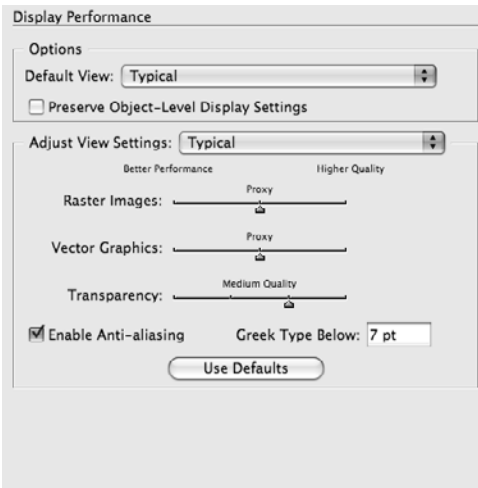 Display Performance
Options
Default View: Typical
Preserve Object-Level Display Settings
Adjust View Settings: Typical
Better Performance Higher Quality
Proxy
Raster Images:
Proxy
Vector Graphics:
Medium Quality
Transparency:
Enable Anti-aliasing Greek Type Below: 7 pt
Use Defaults